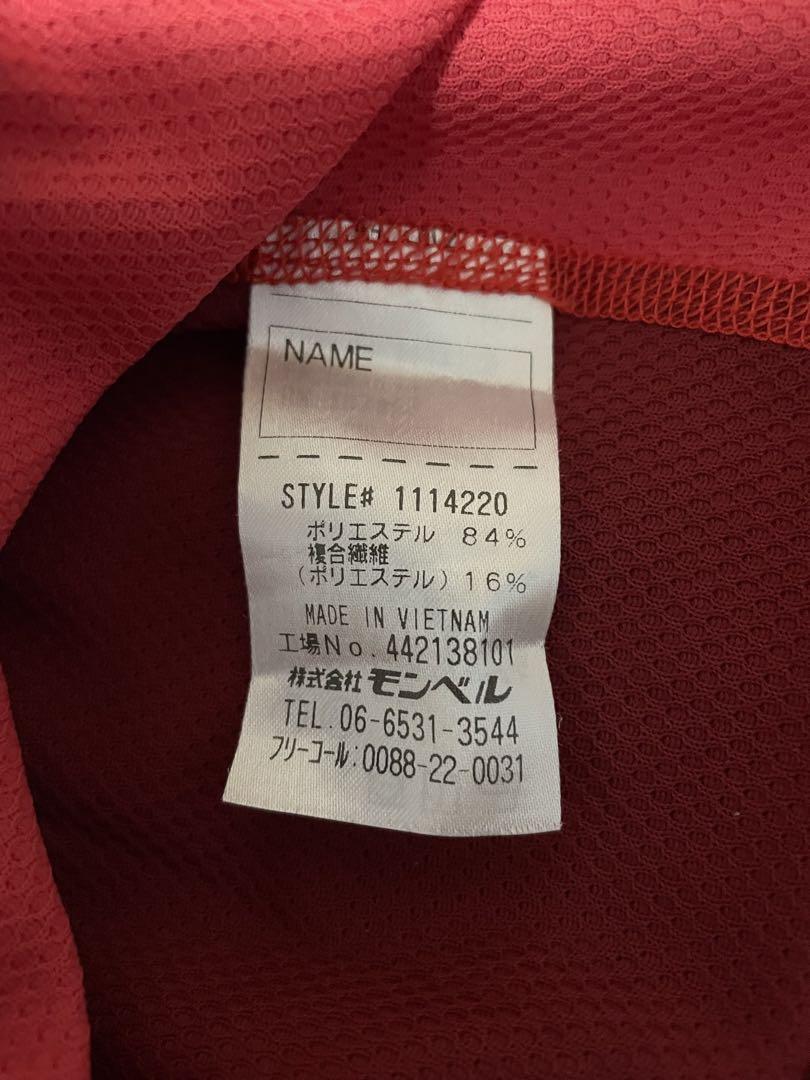 NAME
STYLE# 1114220
ポリエステル 84%
複合繊維
(ポリエステル) 16%
MADE IN VIETNAM
工場No. 442138101
株式会社 モンベル
TEL. 06-6531-3544
フリーコール: 0088-22-0031